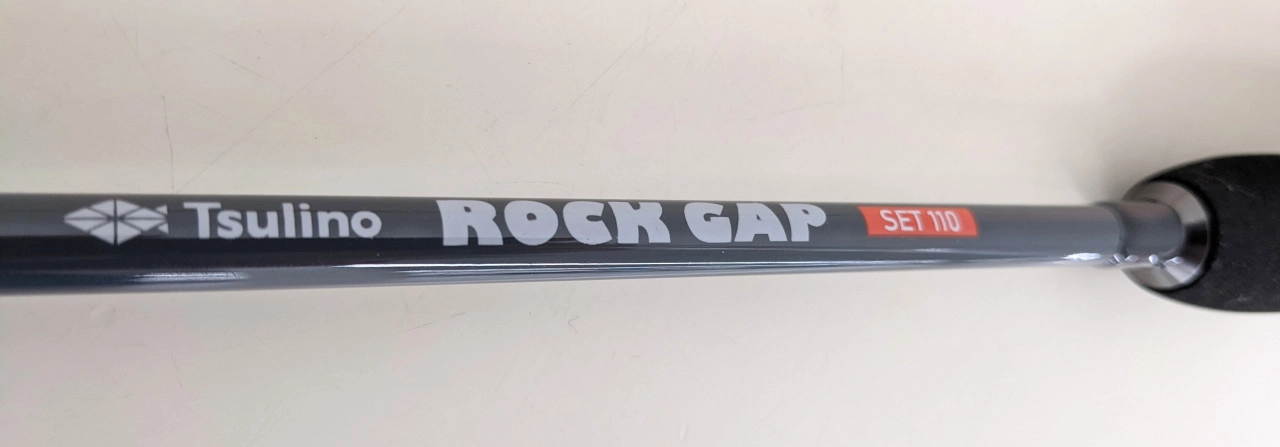 Tsulino ROCK GAP SET 110